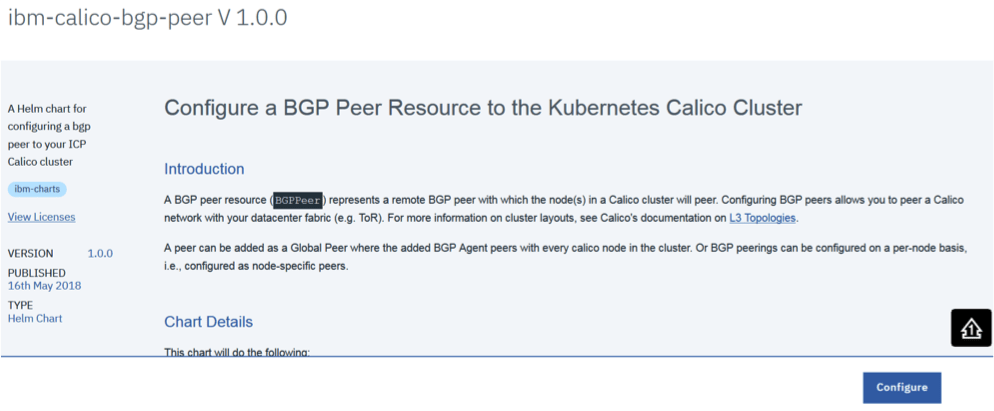 ibm-calico-bgp-peer V 1.0.0
A Helm chart for
configuring a bgp
peer to your ICP
Calico cluster
ibm-charts
View Licenses
VERSION 1.0.0
PUBLISHED
16th May 2018
TYPE
Helm Chart
Configure a BGP Peer Resource to the Kubernetes Calico Cluster
Introduction
A BGP peer resource (BGPPeer) represents a remote BGP peer with which the node(s) in a Calico cluster will peer. Configuring BGP peers allows you to peer a Calico
network with your datacenter fabric (e.g. ToR). For more information on cluster layouts, see Calico's documentation on L3 Topologies.
A peer can be added as a Global Peer where the added BGP Agent peers with every calico node in the cluster. Or BGP peerings can be configured on a per-node basis,
i.e., configured as node-specific peers.
Chart Details
This chart will do the following:
1
Configure